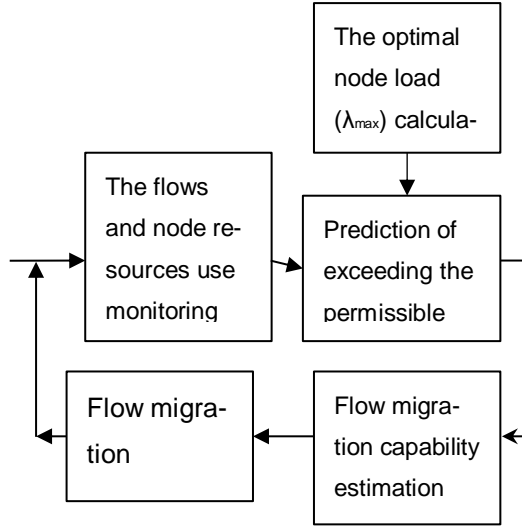 The optimal
node load
(λmax) calcula-
The flows
and node re-
sources use
monitoring
Prediction of
exceeding the
permissible
Flow migra-
tion
Flow migra-
tion capability
estimation